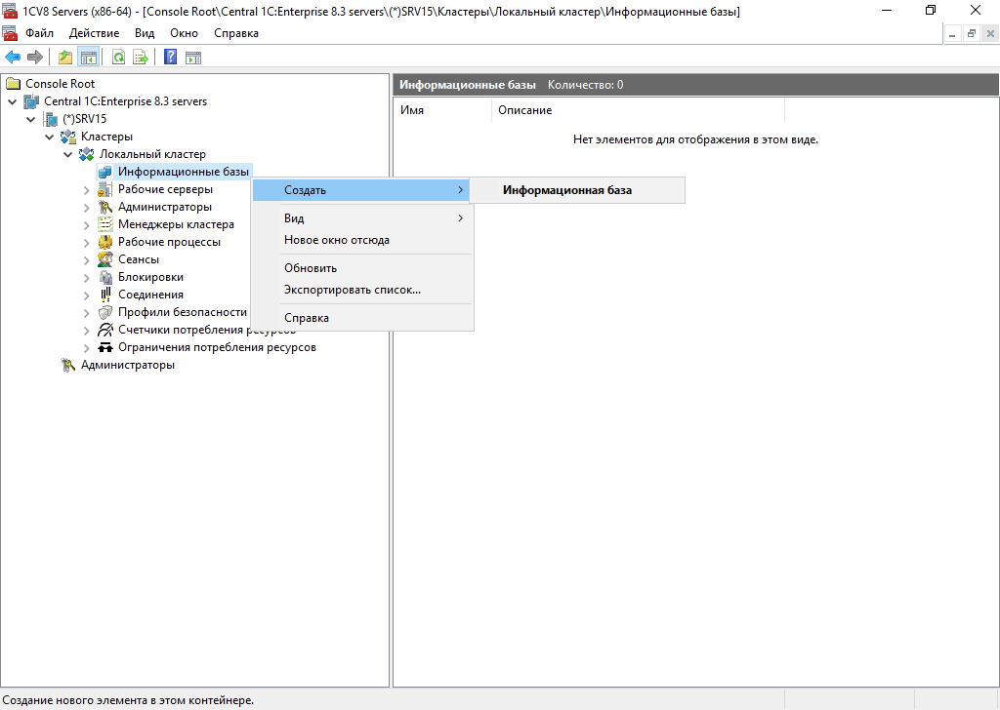 1CV8 Servers (x86-64) - [Console Root\Central 1C:Enterprise 8.3 servers\(*)SRV15\Кластеры\Локальный кластер\Информационные базы]
Файл Действие Вид Окно Справка
Console Root
Central 1C:Enterprise 8.3 servers
(*)SRV15
Кластеры
Локальный кластер
Информационные базы
Рабочие серверы
Администраторы
Менеджеры кластера
Рабочие процессы
Сеансы
Блокировки
Соединения
Профили безопасности
Счетчики потребления ресурсов
Ограничения потребления ресурсов
Администраторы
Создать
Вид
Новое окно отсюда
Обновить
Экспортировать список...
Справка
Информационная база
Информационные базы Количество: 0
Имя Описание
Нет элементов для отображения в этом виде.
Создание нового элемента в этом контейнере.